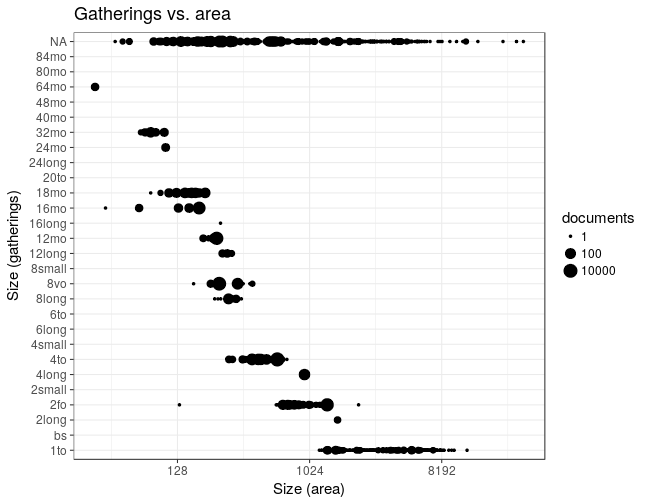 Gatherings vs. area
NA
84mo
80mo
64mo
48mo
40mo
32mo
24mo
24long
20to
18mo
16mo
16long
12mo
12long
8small
8vo
8long
6to
6long
4small
4to
4long
2small
2fo
2long
bs
1to
Size (gatherings)
128
1024
8192
Size (area)
documents
1
100
10000